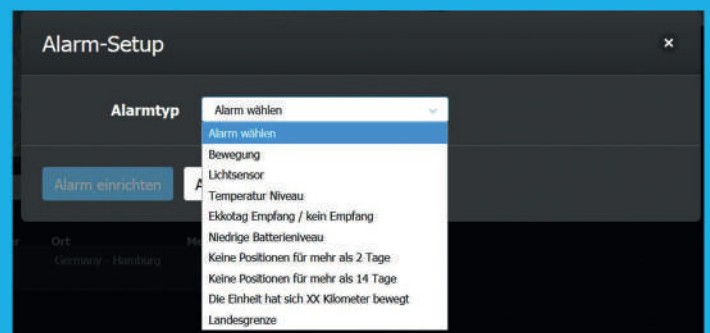 Alarm-Setup
×
Alarmtyp
Alarm wählen
Alarm wählen
Bewegung
Lichtsensor
Temperatur Niveau
Ekkotag Empfang / kein Empfang
Niedrige Batterieniveau
Keine Positionen für mehr als 2 Tage
Keine Positionen für mehr als 14 Tage
Die Einheit hat sich XX Kilometer bewegt
Landesgrenze
Alarm einrichten
Ort
Germany - Hamburg